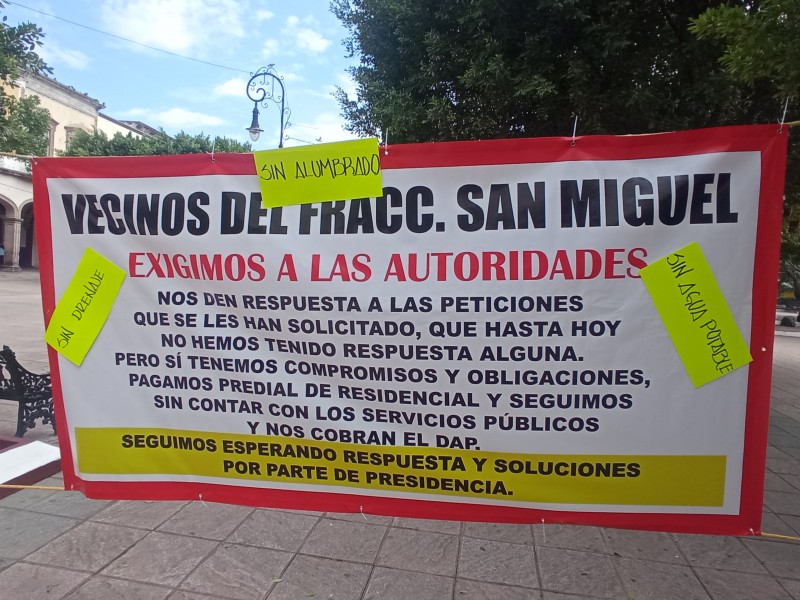 SIN ALUMBRADO
VECINOS DEL FRACC. SAN MIGUEL
EXIGIMOS A LAS AUTORIDADES
SIN DRENAJE
SIN AGUA POTABLE
NOS DEN RESPUESTA A LAS PETICIONES
QUE SE LES HAN SOLICITADO, QUE HASTA HOY
NO HEMOS TENIDO RESPUESTA ALGUNA.
PERO SÍ TENEMOS COMPROMISOS Y OBLIGACIONES,
PAGAMOS PREDIAL DE RESIDENCIAL Y SEGUIMOS
SIN CONTAR CON LOS SERVICIOS PÚBLICOS
Y NOS COBRAN EL DAP.
SEGUIMOS ESPERANDO RESPUESTA Y SOLUCIONES
POR PARTE DE PRESIDENCIA.